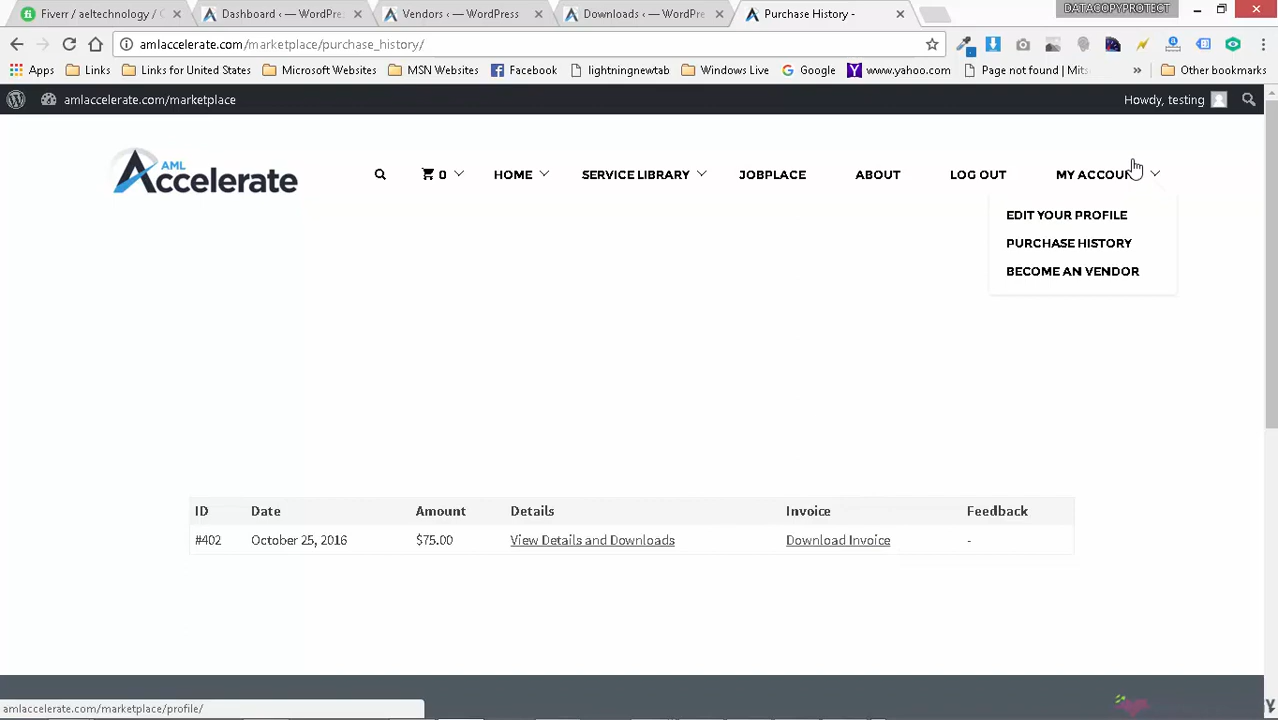 Fiverr / aeltechnology / C
Dashboard ‹ — WordPres
Vendors ‹ — WordPress
Downloads ‹ — WordPre
Purchase History -
DATACOPYPROTECT
amlaccelerate.com/marketplace/purchase_history/
Apps
Links
Links for United States
Microsoft Websites
MSN Websites
Facebook
lightningnewtab
Windows Live
Google
www.yahoo.com
Page not found | Mits
»
Other bookmarks
amlaccelerate.com/marketplace
Howdy, testing
AML
Accelerate
0
HOME
SERVICE LIBRARY
JOBPLACE
ABOUT
LOG OUT
MY ACCOUN
EDIT YOUR PROFILE
PURCHASE HISTORY
BECOME AN VENDOR
ID Date Amount Details Invoice Feedback
#402 October 25, 2016 $75.00 View Details and Downloads Download Invoice -
amlaccelerate.com/marketplace/profile/